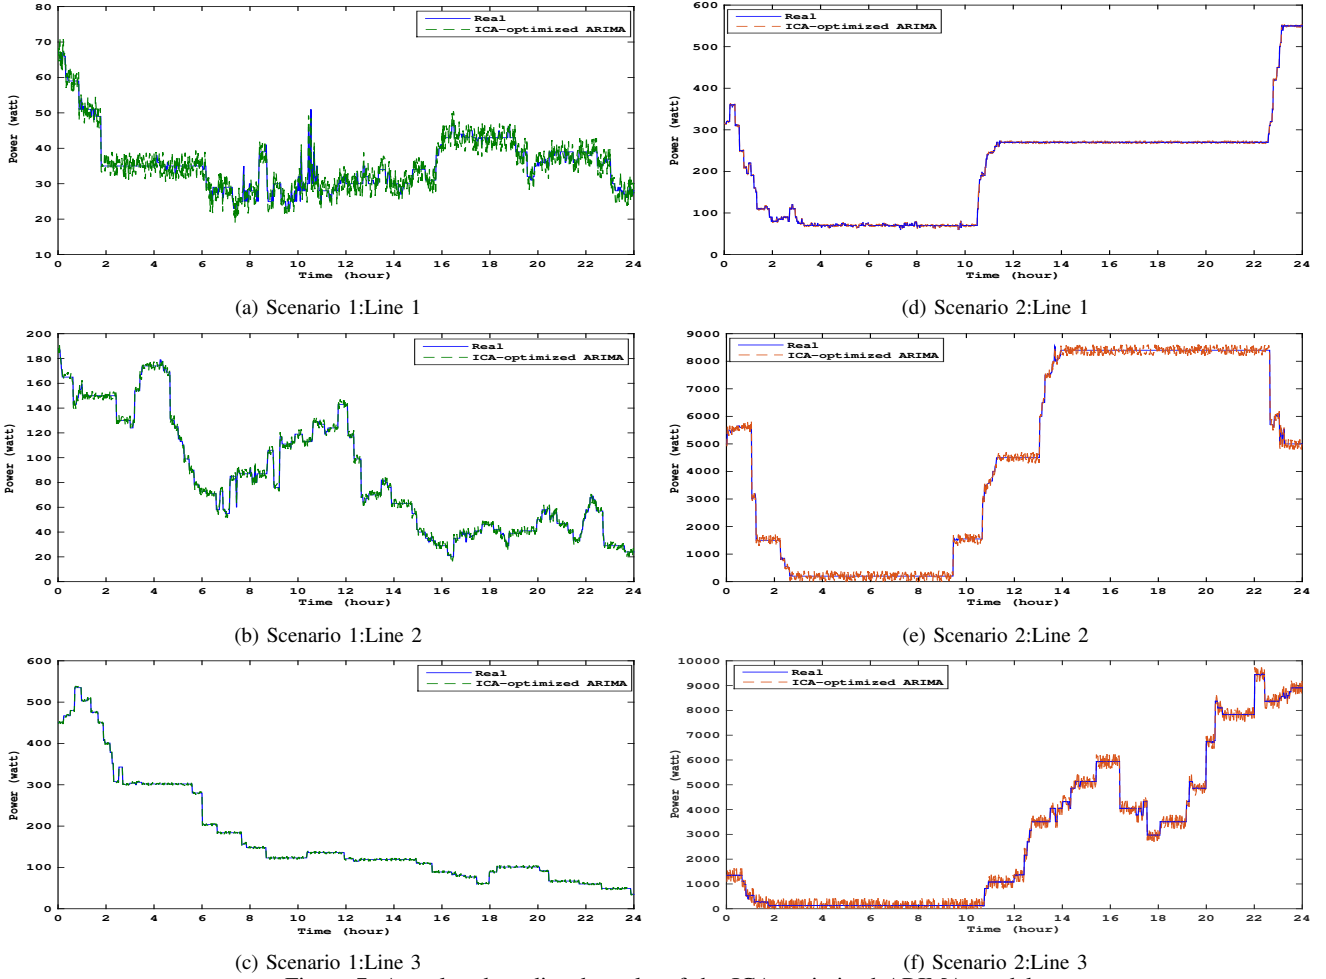 Real
ICA-optimized ARIMA
Power (watt)
80
70
60
50
40
30
20
10
0 2 4 6 8 10 12 14 16 18 20 22 24
Time (hour)
(a) Scenario 1:Line 1
Real
ICA-optimized ARIMA
Power (watt)
600
500
400
300
200
100
0
0 2 4 6 8 10 12 14 16 18 20 22 24
Time (hour)
(d) Scenario 2:Line 1
Real
ICA-optimized ARIMA
Power (watt)
200
180
160
140
120
100
80
60
40
20
0
0 2 4 6 8 10 12 14 16 18 20 22 24
Time (hour)
(b) Scenario 1:Line 2
Real
ICA-optimized ARIMA
Power (watt)
9000
8000
7000
6000
5000
4000
3000
2000
1000
0
0 2 4 6 8 10 12 14 16 18 20 22 24
Time (hour)
(e) Scenario 2:Line 2
Real
ICA-optimized ARIMA
Power (watt)
600
500
400
300
200
100
0
0 2 4 6 8 10 12 14 16 18 20 22 24
Time (hour)
(c) Scenario 1:Line 3
Real
ICA-optimized ARIMA
Power (watt)
10000
9000
8000
7000
6000
5000
4000
3000
2000
1000
0
0 2 4 6 8 10 12 14 16 18 20 22 24
Time (hour)
(f) Scenario 2:Line 3